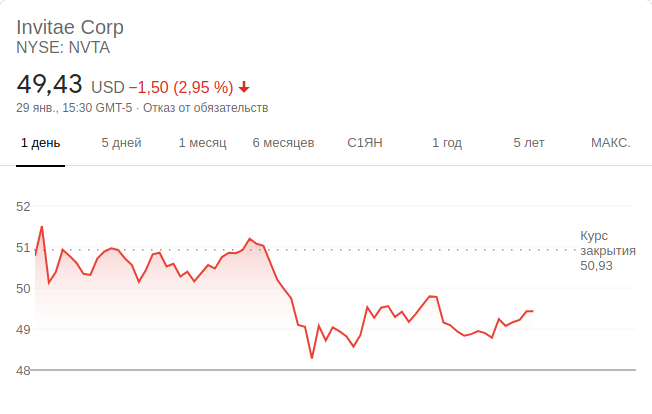 Invitae Corp
NYSE: NVTA
49,43 USD −1,50 (2,95 %)
29 янв., 15:30 GMT-5 · Отказ от обязательств
1 день 5 дней 1 месяц 6 месяцев С1ЯН 1 год 5 лет МАКС.
52
51
50
49
48
Курс
закрытия
50,93